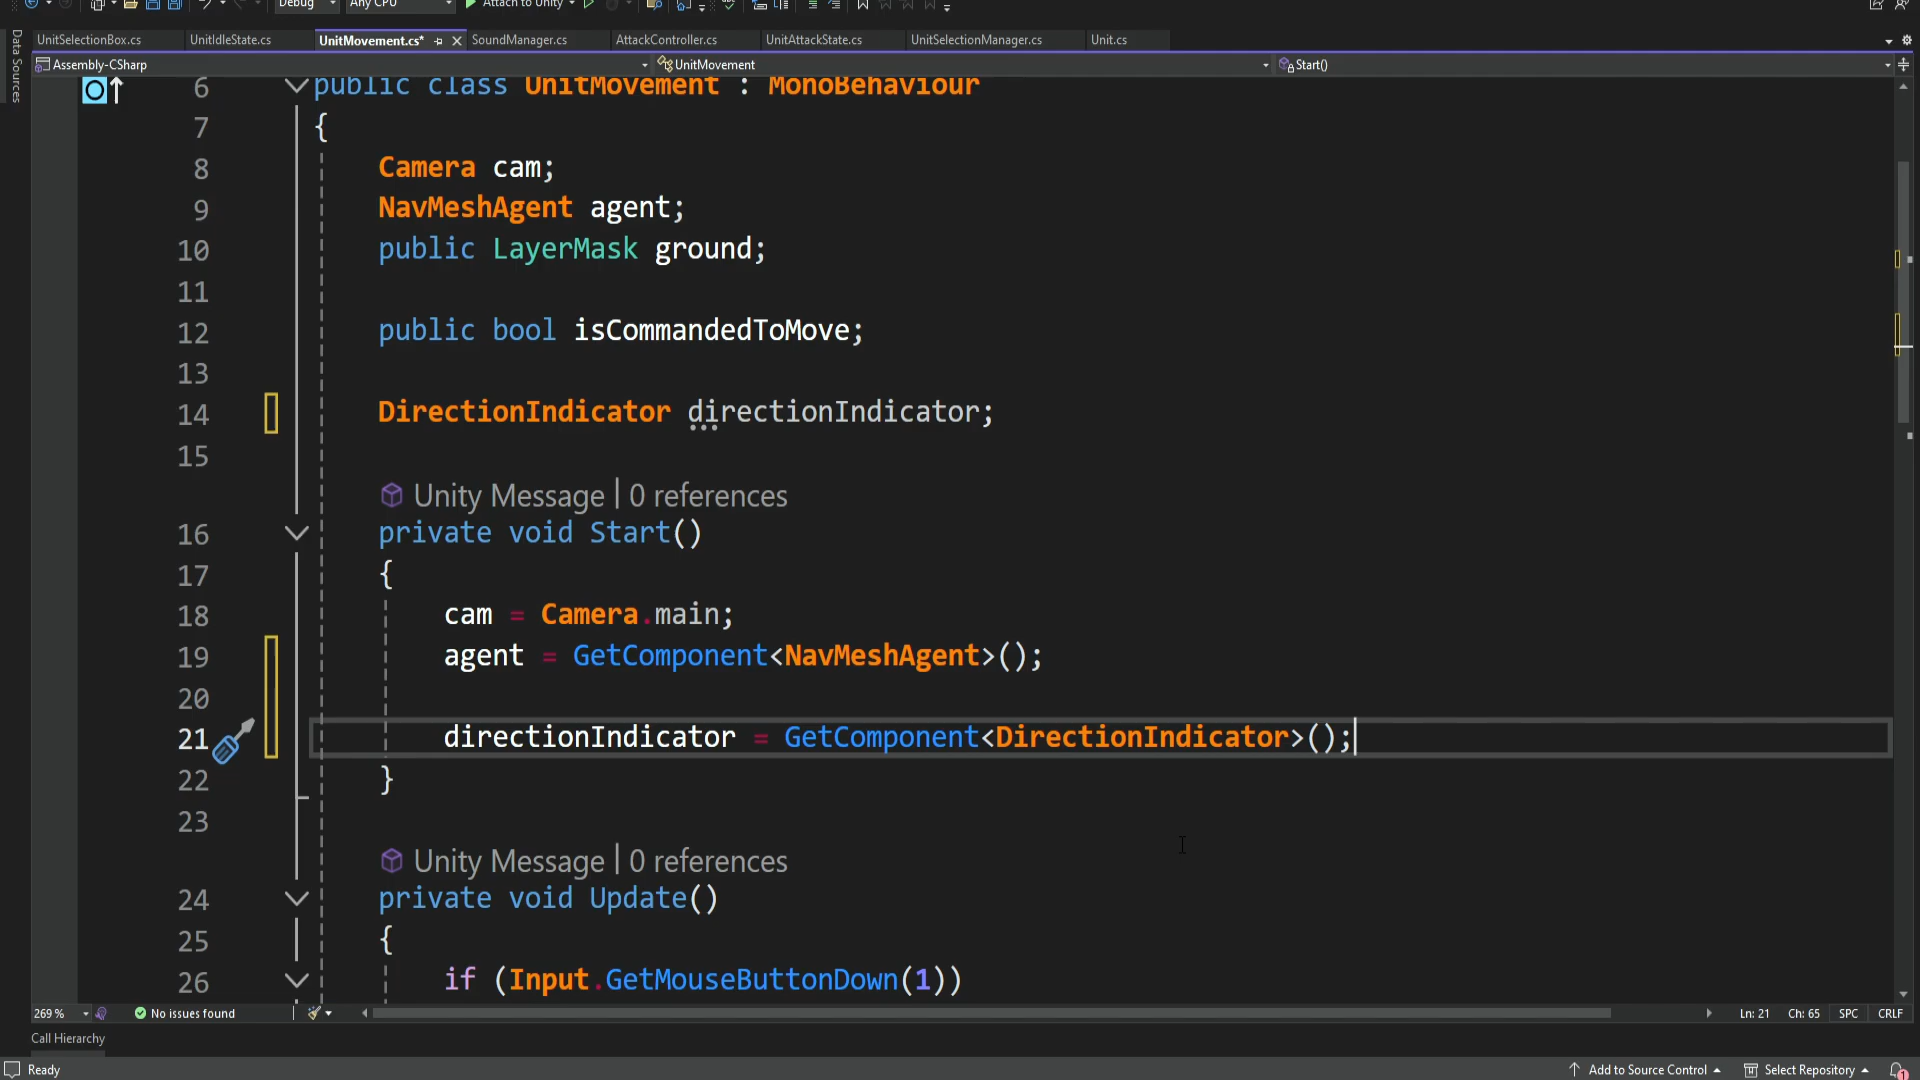 Debug
Any CPU
Attach to Unity
UnitSelectionBox.cs
UnitIdleState.cs
UnitMovement.cs*
SoundManager.cs
AttackController.cs
UnitAttackState.cs
UnitSelectionManager.cs
Unit.cs
Data Sources
Assembly-CSharp
UnitMovement
Start()
6 public class UnitMovement : MonoBehaviour
7 {
8 Camera cam;
9 NavMeshAgent agent;
10 public LayerMask ground;
11
12 public bool isCommandedToMove;
13
14 DirectionIndicator directionIndicator;
15
Unity Message | 0 references
16 private void Start()
17 {
18 cam = Camera.main;
19 agent = GetComponent<NavMeshAgent>();
20
21 directionIndicator = GetComponent<DirectionIndicator>();
22 }
23
Unity Message | 0 references
24 private void Update()
25 {
26 if (Input.GetMouseButtonDown(1))
269 %
No issues found
Ln: 21
Ch: 65
SPC
CRLF
Call Hierarchy
Ready
Add to Source Control
Select Repository
1